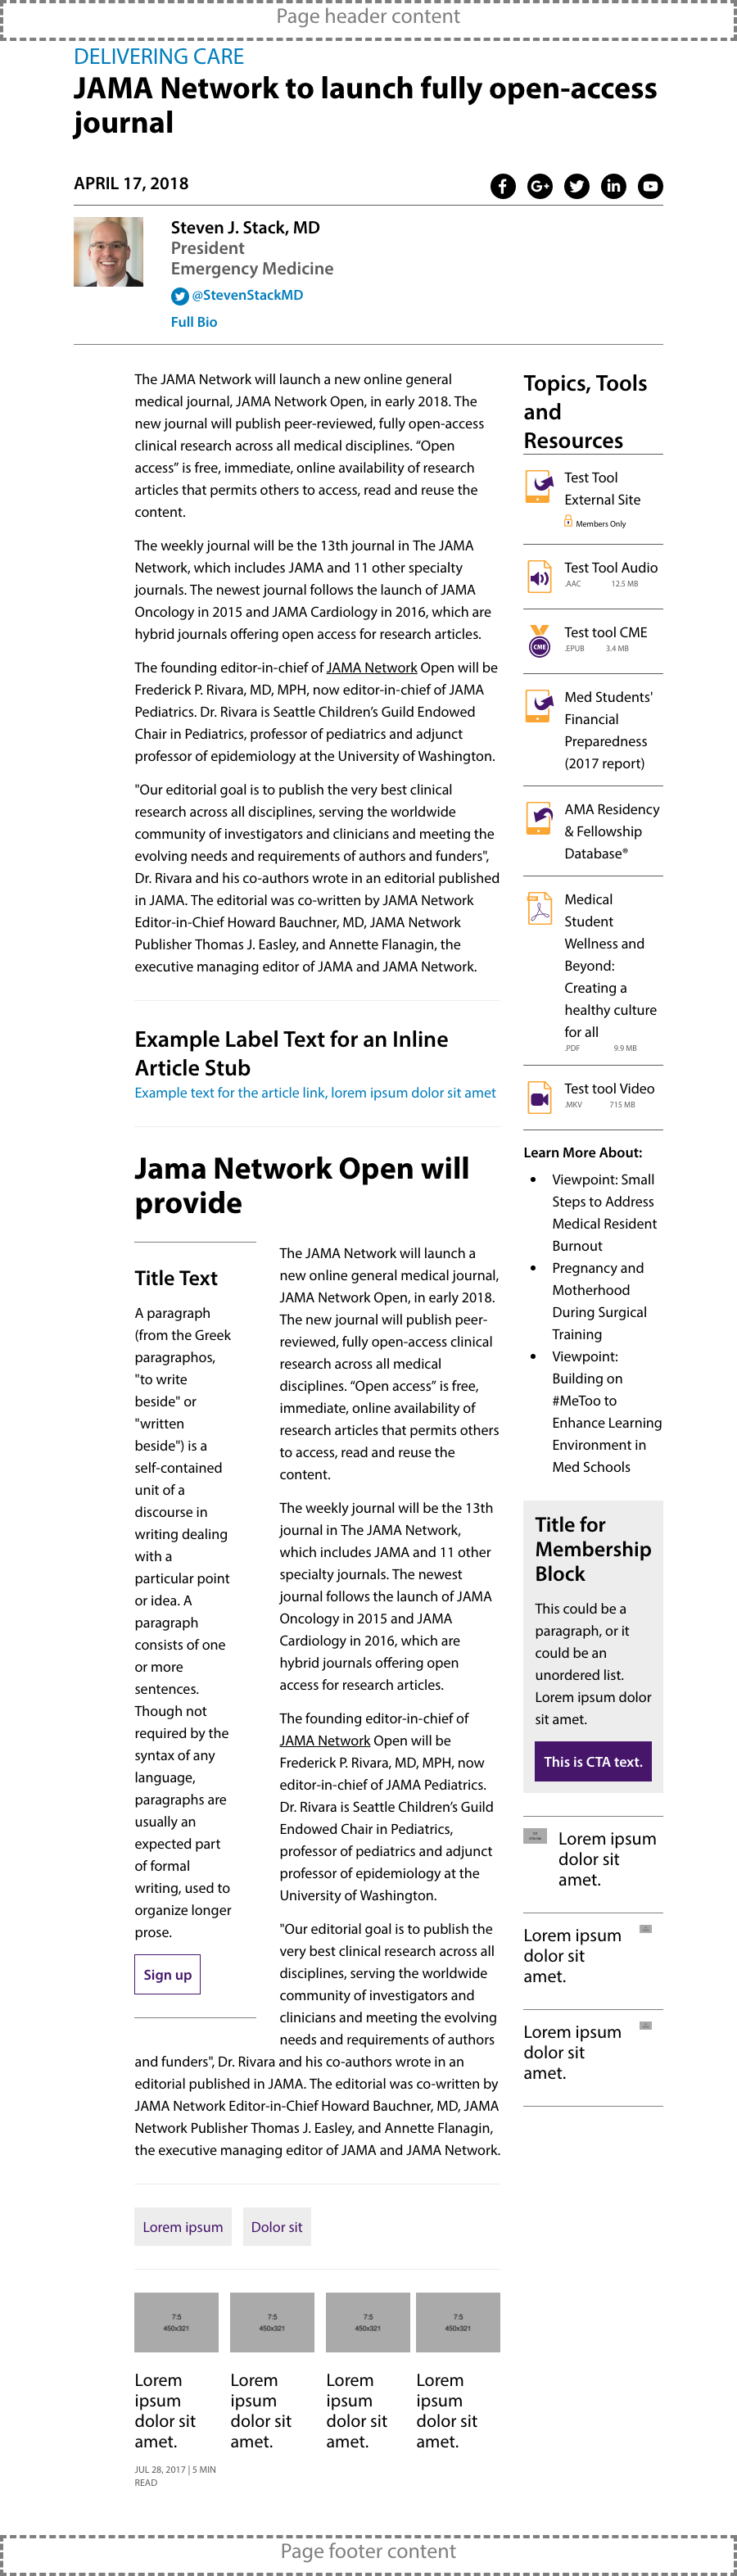 Page header content
DELIVERING CARE
JAMA Network to launch fully open-access
journal
APRIL 17, 2018
Steven J. Stack, MD
President
Emergency Medicine
@StevenStackMD
Full Bio
The JAMA Network will launch a new online general
medical journal, JAMA Network Open, in early 2018. The
new journal will publish peer-reviewed, fully open-access
clinical research across all medical disciplines. “Open
access” is free, immediate, online availability of research
articles that permits others to access, read and reuse the
content.
The weekly journal will be the 13th journal in The JAMA
Network, which includes JAMA and 11 other specialty
journals. The newest journal follows the launch of JAMA
Oncology in 2015 and JAMA Cardiology in 2016, which are
hybrid journals offering open access for research articles.
The founding editor-in-chief of JAMA Network Open will be
Frederick P. Rivara, MD, MPH, now editor-in-chief of JAMA
Pediatrics. Dr. Rivara is Seattle Children’s Guild Endowed
Chair in Pediatrics, professor of pediatrics and adjunct
professor of epidemiology at the University of Washington.
"Our editorial goal is to publish the very best clinical
research across all disciplines, serving the worldwide
community of investigators and clinicians and meeting the
evolving needs and requirements of authors and funders",
Dr. Rivara and his co-authors wrote in an editorial published
in JAMA. The editorial was co-written by JAMA Network
Editor-in-Chief Howard Bauchner, MD, JAMA Network
Publisher Thomas J. Easley, and Annette Flanagin, the
executive managing editor of JAMA and JAMA Network.
Example Label Text for an Inline
Article Stub
Example text for the article link, lorem ipsum dolor sit amet
Jama Network Open will
provide
Title Text
A paragraph
(from the Greek
paragraphos,
"to write
beside" or
"written
beside") is a
self-contained
unit of a
discourse in
writing dealing
with a
particular point
or idea. A
paragraph
consists of one
or more
sentences.
Though not
required by the
syntax of any
language,
paragraphs are
usually an
expected part
of formal
writing, used to
organize longer
prose.
Sign up
The JAMA Network will launch a
new online general medical journal,
JAMA Network Open, in early 2018.
The new journal will publish peer-
reviewed, fully open-access clinical
research across all medical
disciplines. “Open access” is free,
immediate, online availability of
research articles that permits others
to access, read and reuse the
content.
The weekly journal will be the 13th
journal in The JAMA Network,
which includes JAMA and 11 other
specialty journals. The newest
journal follows the launch of JAMA
Oncology in 2015 and JAMA
Cardiology in 2016, which are
hybrid journals offering open
access for research articles.
The founding editor-in-chief of
JAMA Network Open will be
Frederick P. Rivara, MD, MPH, now
editor-in-chief of JAMA Pediatrics.
Dr. Rivara is Seattle Children’s Guild
Endowed Chair in Pediatrics,
professor of pediatrics and adjunct
professor of epidemiology at the
University of Washington.
"Our editorial goal is to publish the
very best clinical research across all
disciplines, serving the worldwide
community of investigators and
clinicians and meeting the evolving
needs and requirements of authors
and funders", Dr. Rivara and his co-authors wrote in an
editorial published in JAMA. The editorial was co-written by
JAMA Network Editor-in-Chief Howard Bauchner, MD, JAMA
Network Publisher Thomas J. Easley, and Annette Flanagin,
the executive managing editor of JAMA and JAMA Network.
Lorem ipsum
Dolor sit
7:5
450x321
7:5
450x321
7:5
450x321
7:5
450x321
Lorem
ipsum
dolor sit
amet.
JUL 28, 2017 | 5 MIN
READ
Lorem
ipsum
dolor sit
amet.
Lorem
ipsum
dolor sit
amet.
Lorem
ipsum
dolor sit
amet.
Topics, Tools
and
Resources
Test Tool
External Site
Members Only
Test Tool Audio
.AAC 12.5 MB
CME
Test tool CME
.EPUB 3.4 MB
Med Students'
Financial
Preparedness
(2017 report)
AMA Residency
& Fellowship
Database®
Medical
Student
Wellness and
Beyond:
Creating a
healthy culture
for all
.PDF 9.9 MB
Test tool Video
.MKV 715 MB
Learn More About:
Viewpoint: Small
Steps to Address
Medical Resident
Burnout
Pregnancy and
Motherhood
During Surgical
Training
Viewpoint:
Building on
#MeToo to
Enhance Learning
Environment in
Med Schools
Title for
Membership
Block
This could be a
paragraph, or it
could be an
unordered list.
Lorem ipsum dolor
sit amet.
This is CTA text.
Lorem ipsum
dolor sit
amet.
Lorem ipsum
dolor sit
amet.
Lorem ipsum
dolor sit
amet.
Page footer content